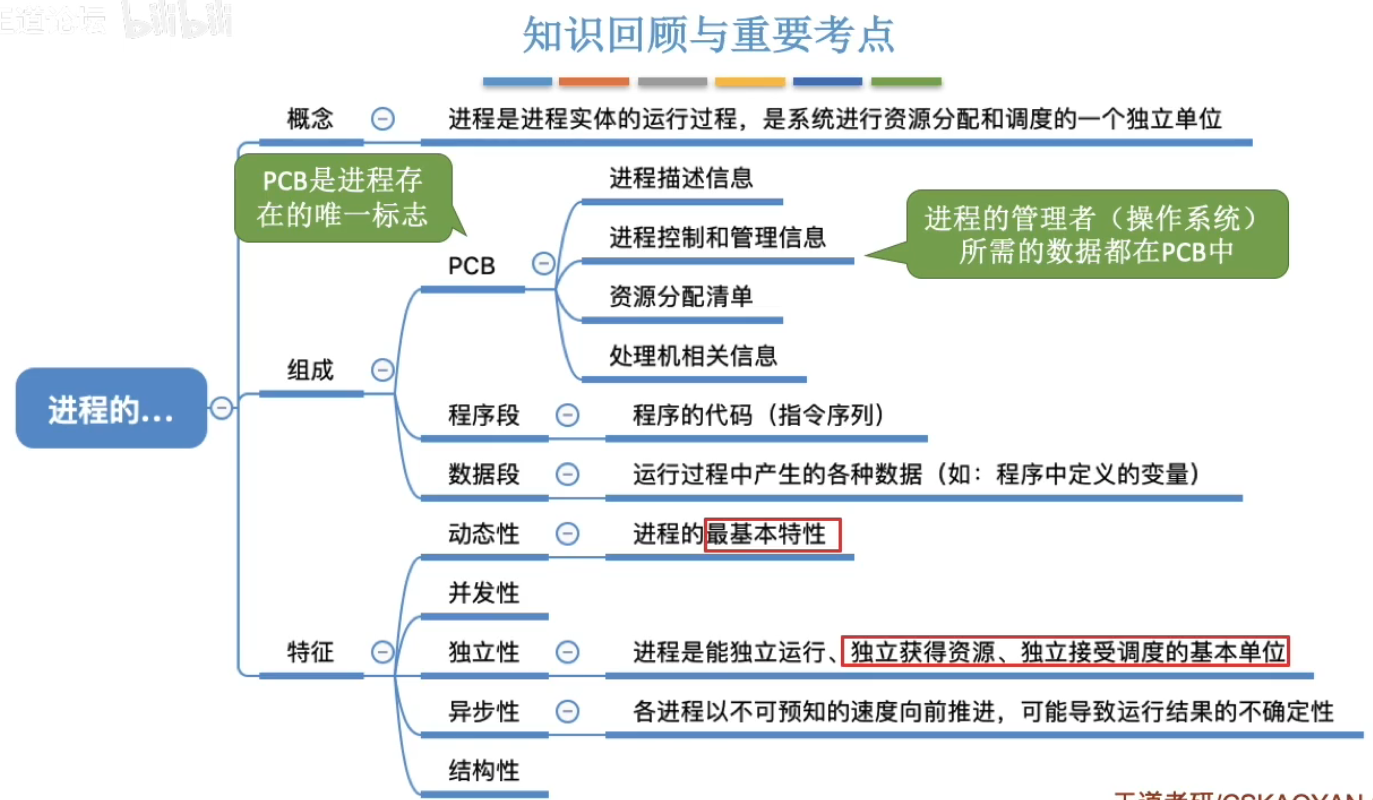 王道论坛 bilibili
知识回顾与重要考点
概念
进程是进程实体的运行过程，是系统进行资源分配和调度的一个独立单位
PCB是进程存
在的唯一标志
进程描述信息
进程控制和管理信息
进程的管理者（操作系统）
所需的数据都在PCB中
PCB
资源分配清单
处理机相关信息
组成
进程的...
程序段
程序的代码（指令序列）
数据段
运行过程中产生的各种数据（如：程序中定义的变量）
动态性
进程的最基本特性
并发性
特征
独立性
进程是能独立运行、独立获得资源、独立接受调度的基本单位
异步性
各进程以不可预知的速度向前推进，可能导致运行结果的不确定性
结构性
王道考研/CSKAOYAN